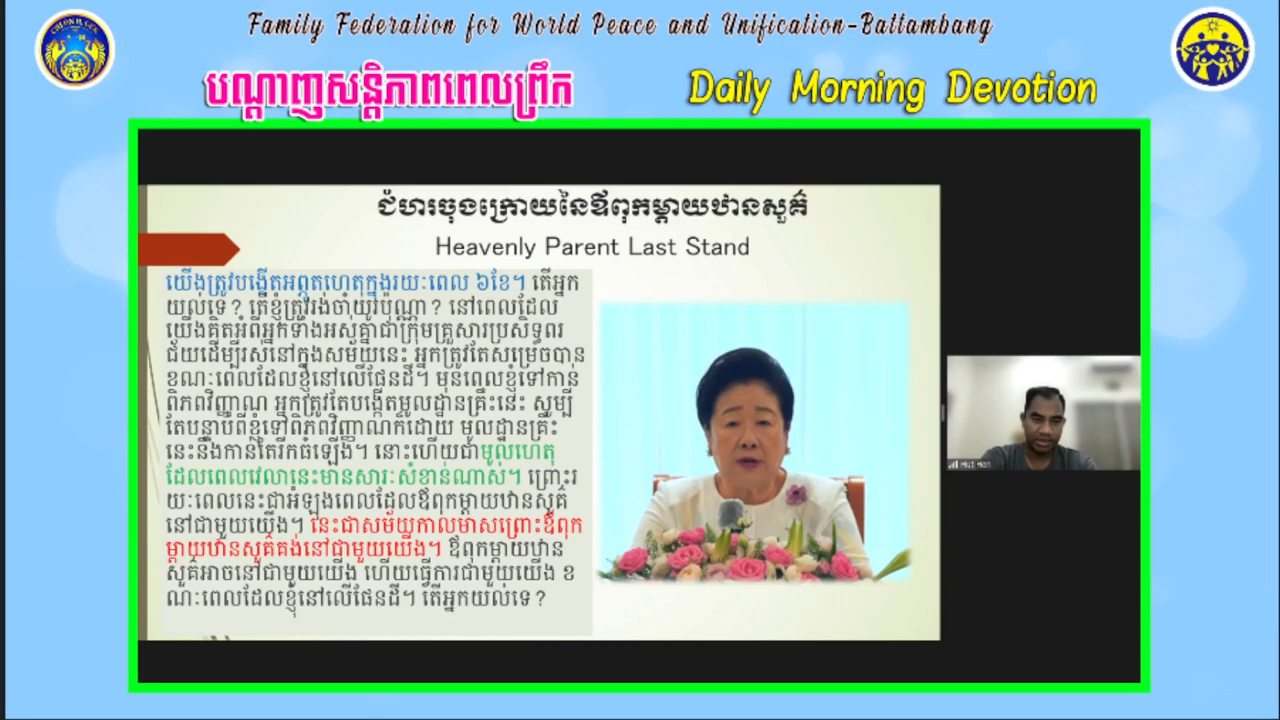 Family Federation for World Peace and Unification-Battambang
បណ្តាញសន្តិភាពពេលព្រឹក
Daily Morning Devotion
ជំហរចុងក្រោយនៃឪពុកម្តាយឋានសួគ៌
Heavenly Parent Last Stand
យើងត្រូវបង្កើតអព្ភូតហេតុក្នុងរយៈពេល ៦ខែ។ តើអ្នក
យល់ទេ? តើខ្ញុំត្រូវរង់ចាំយូរប៉ុណ្ណា? នៅពេលដែល
យើងគិតអំពីអ្នកទាំងអស់គ្នាជាក្រុមគ្រួសារប្រសិទ្ធពរ
ជ័យដើម្បីរស់នៅក្នុងសម័យនេះ អ្នកត្រូវតែសម្រេចបាន
ខណៈពេលដែលខ្ញុំនៅលើផែនដី។ មុនពេលខ្ញុំទៅកាន់
ពិភពវិញ្ញាណ អ្នកត្រូវតែបង្កើតមូលដ្ឋានគ្រឹះនេះ សូម្បី
តែបន្ទាប់ពីខ្ញុំទៅពិភពវិញ្ញាណក៏ដោយ មូលដ្ឋានគ្រឹះ
នេះនឹងកាន់តែរីកធំឡើង។ នោះហើយជាមូលហេតុ
ដែលពេលវេលានេះមានសារៈសំខាន់ណាស់។ ព្រោះរ
យៈពេលនេះជាអំឡុងពេលដែលឪពុកម្តាយឋានសួគ៌
នៅជាមួយយើង។ នេះជាសម័យកាលមាសព្រោះឪពុក
ម្តាយឋានសួគ៌គង់នៅជាមួយយើង។ ឪពុកម្តាយឋាន
សួគ៌អាចនៅជាមួយយើង ហើយធ្វើការជាមួយយើង ខ
ណៈពេលដែលខ្ញុំនៅលើផែនដី។ តើអ្នកយល់ទេ?